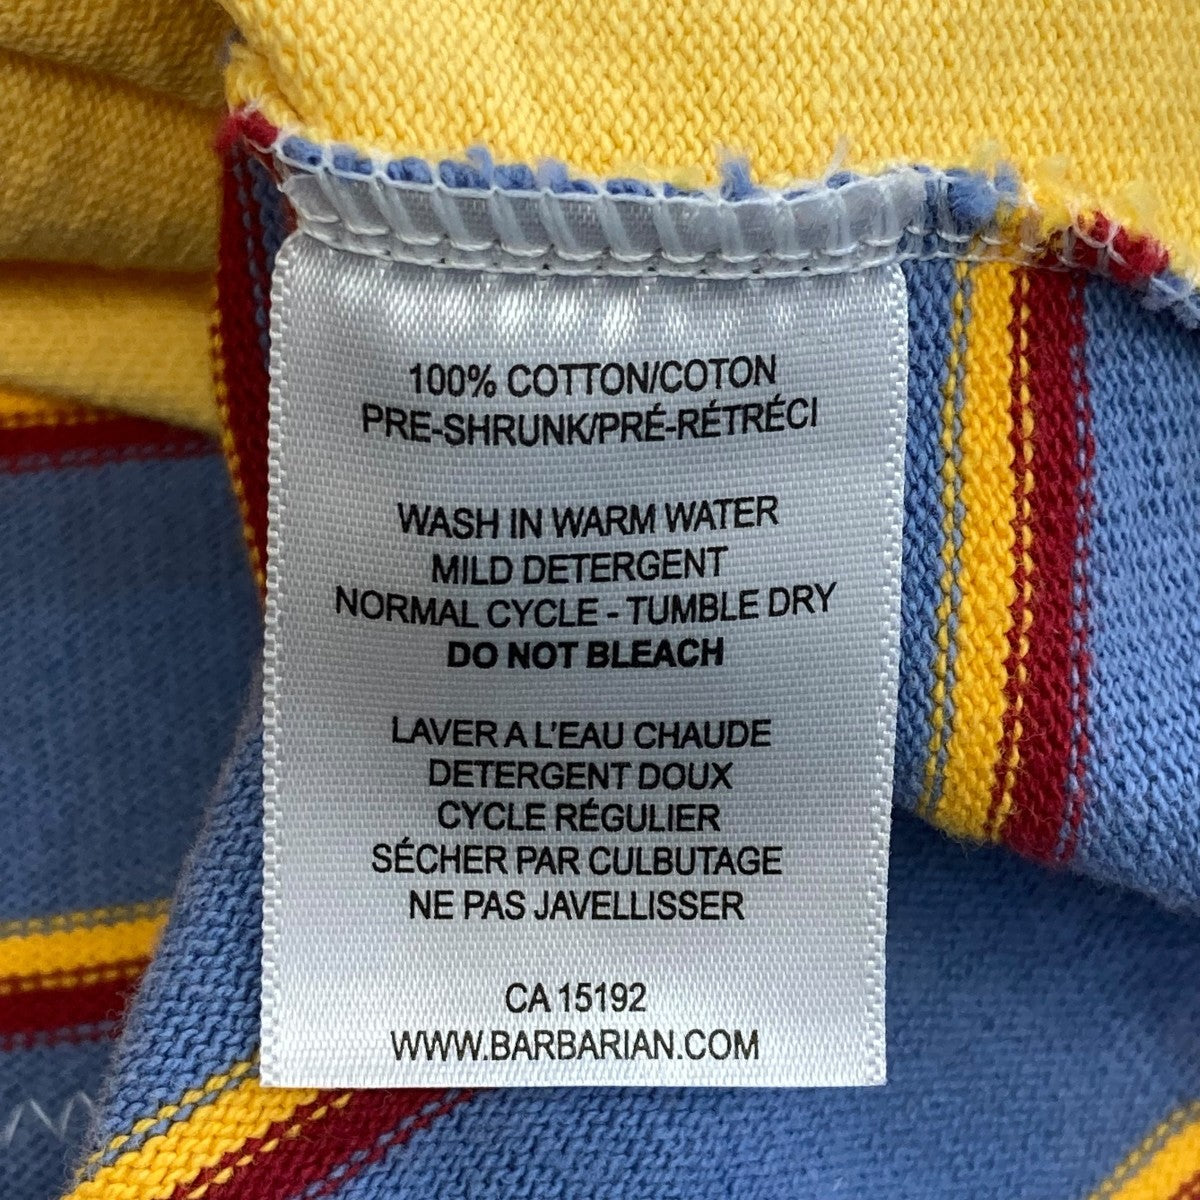 100% COTTON/COTON
PRE-SHRUNK/PRÉ-RÉTRÉCI
WASH IN WARM WATER
MILD DETERGENT
NORMAL CYCLE - TUMBLE DRY
DO NOT BLEACH
LAVER A L'EAU CHAUDE
DETERGENT DOUX
CYCLE RÉGULIER
SÉCHER PAR CULBUTAGE
NE PAS JAVELLISSER
CA 15192
WWW.BARBARIAN.COM